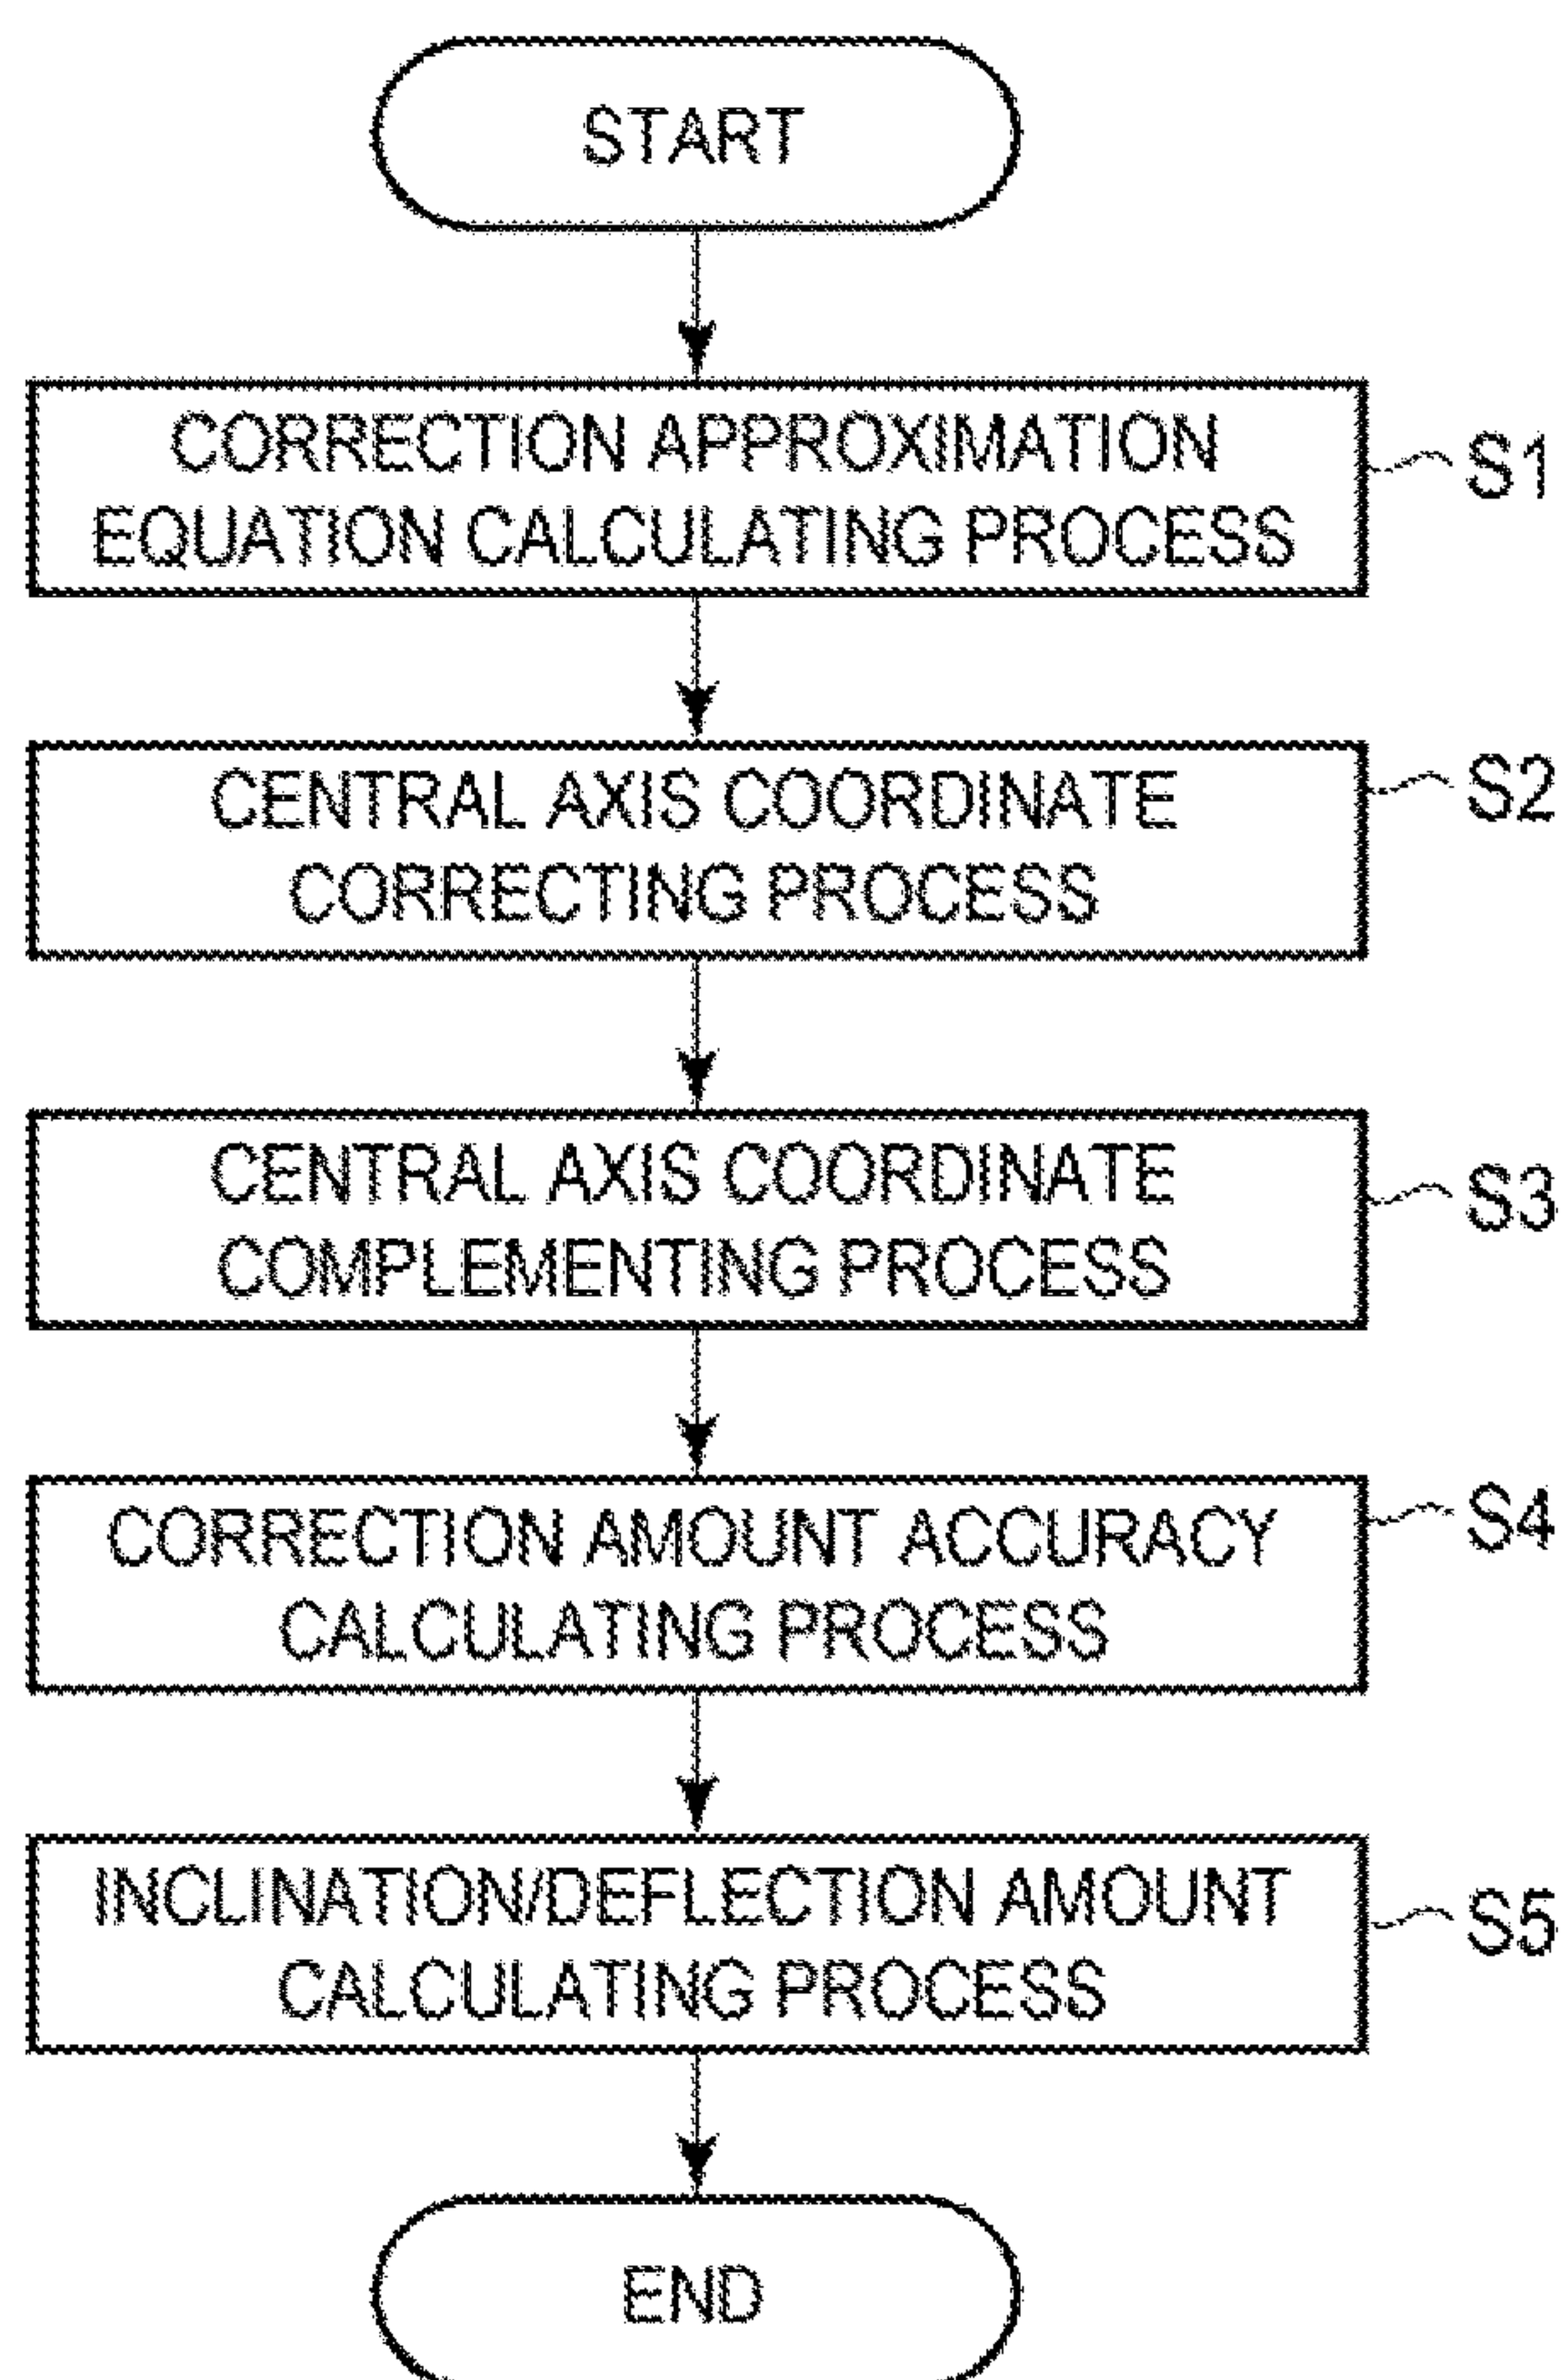 START
CORRECTION APPROXIMATION
EQUATION CALCULATING PROCESS
S1
CENTRAL AXIS COORDINATE
CORRECTING PROCESS
S2
CENTRAL AXIS COORDINATE
COMPLEMENTING PROCESS
S3
CORRECTION AMOUNT ACCURACY
CALCULATING PROCESS
S4
INCLINATION/DEFLECTION AMOUNT
CALCULATING PROCESS
S5
END